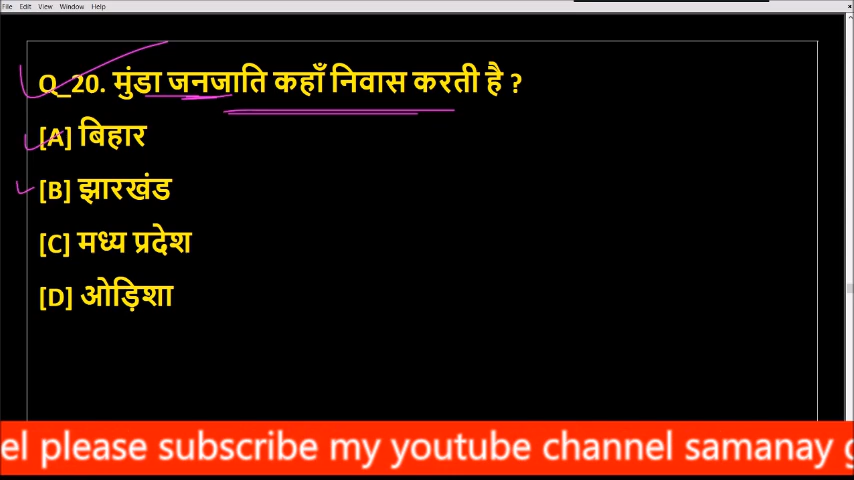 File Edit View Window Help
Q_20. मुंडा जनजाति कहाँ निवास करती है ?
[A] बिहार
[B] झारखंड
[C] मध्य प्रदेश
[D] ओड़िशा
el please subscribe my youtube channel samanay g